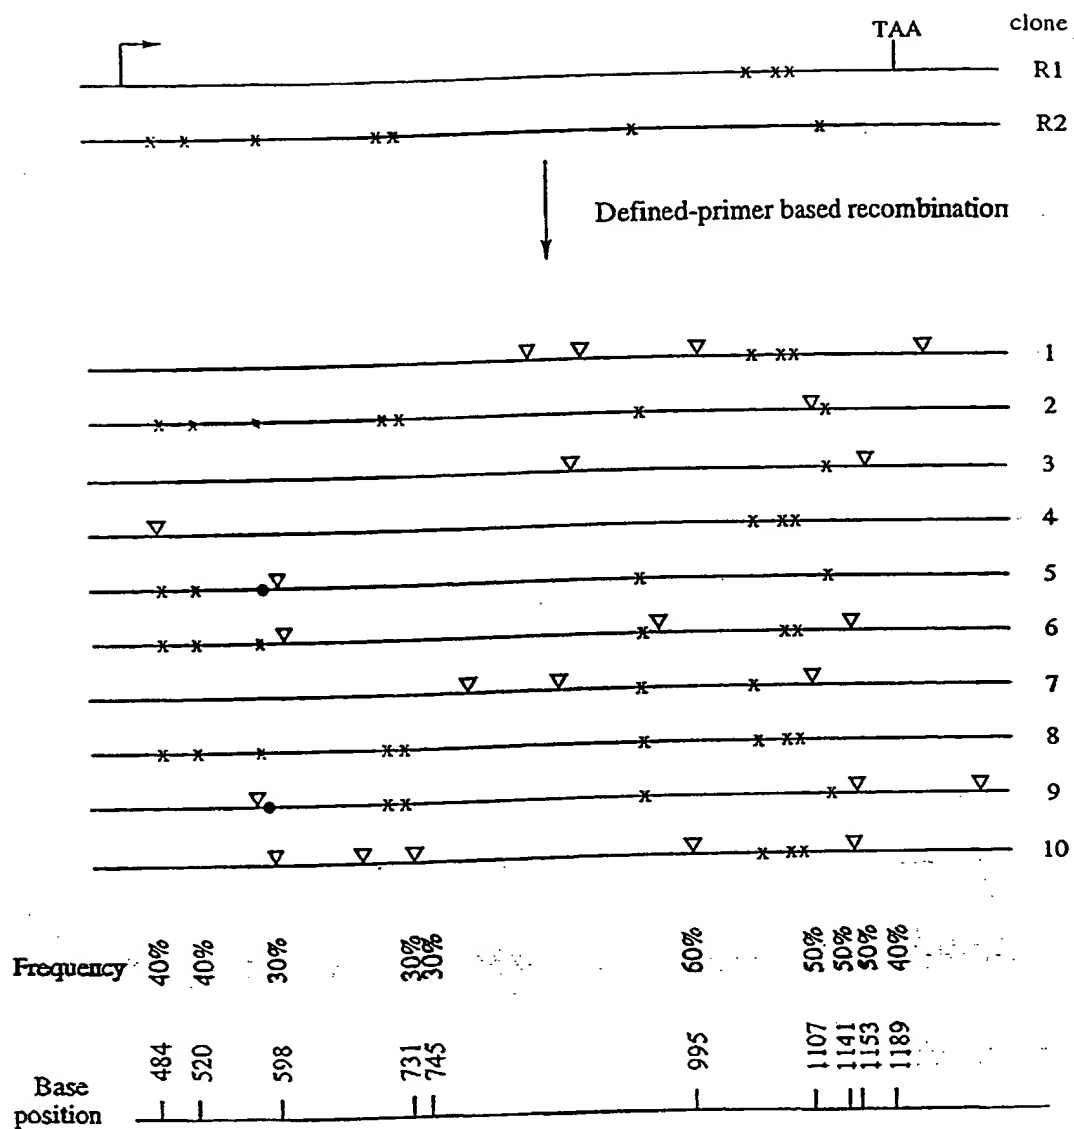 TAA clone
R1
R2
Defined-primer based recombination
1
2
3
4
5
6
7
8
9
10
Frequency 40% 40% 30% 30% 30% 60% 50% 50% 50% 40%
484 520 598 731 745 995 1107 1141 1153 1189
Base
position